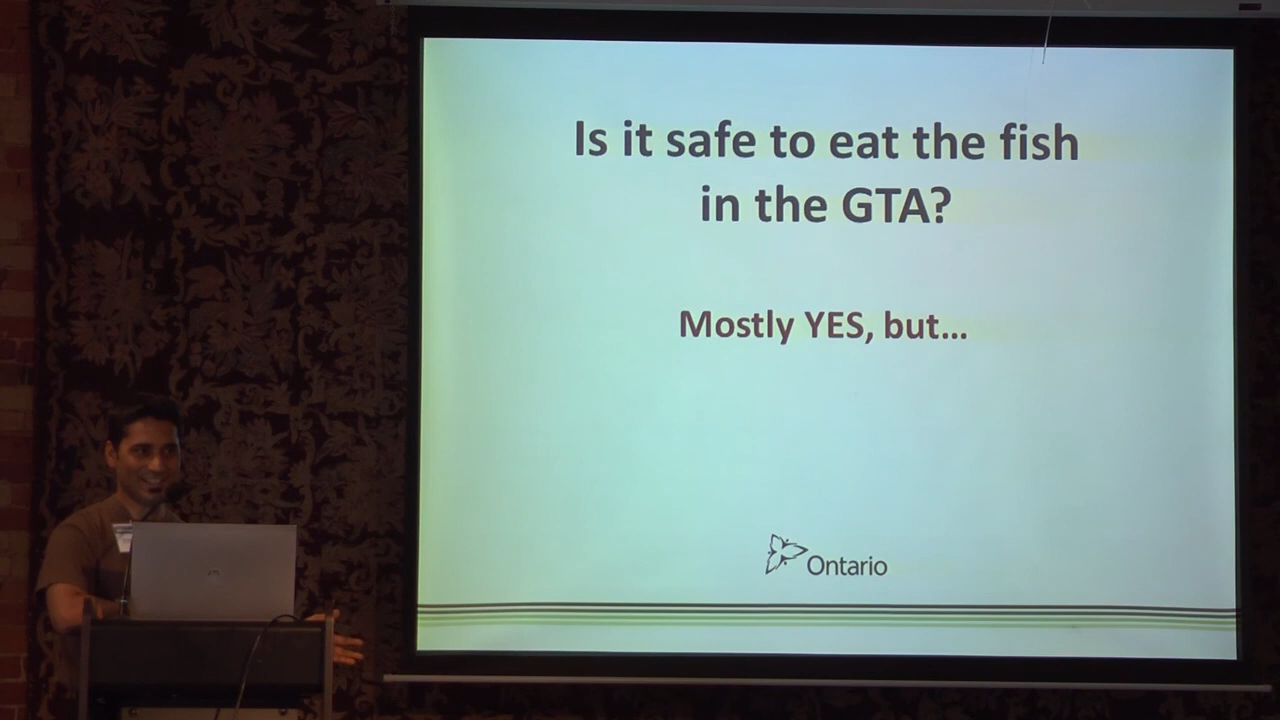 Is it safe to eat the fish
in the GTA?
Mostly YES, but...
Ontario